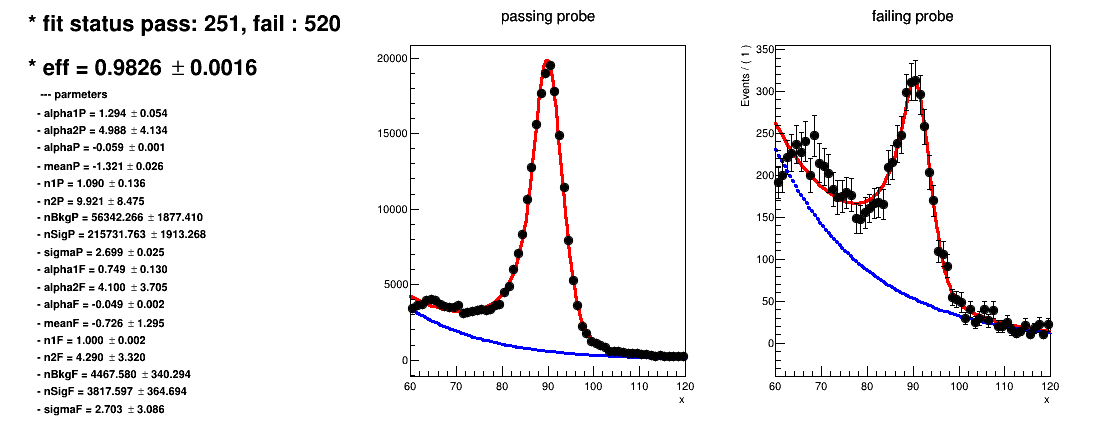 * fit status pass: 251, fail : 520
* eff = 0.9826 ± 0.0016
--- parmeters
- alpha1P = 1.294 ± 0.054
- alpha2P = 4.988 ± 4.134
- alphaP = -0.059 ± 0.001
- meanP = -1.321 ± 0.026
- n1P = 1.090 ± 0.136
- n2P = 9.921 ± 8.475
- nBkgP = 56342.266 ± 1877.410
- nSigP = 215731.763 ± 1913.268
- sigmaP = 2.699 ± 0.025
- alpha1F = 0.749 ± 0.130
- alpha2F = 4.100 ± 3.705
- alphaF = -0.049 ± 0.002
- meanF = -0.726 ± 1.295
- n1F = 1.000 ± 0.002
- n2F = 4.290 ± 3.320
- nBkgF = 4467.580 ± 340.294
- nSigF = 3817.597 ± 364.694
- sigmaF = 2.703 ± 3.086
passing probe
20000
15000
10000
5000
0
60 70 80 90 100 110 120
x
failing probe
Events / ( 1 )
350
300
250
200
150
100
50
0
60 70 80 90 100 110 120
x